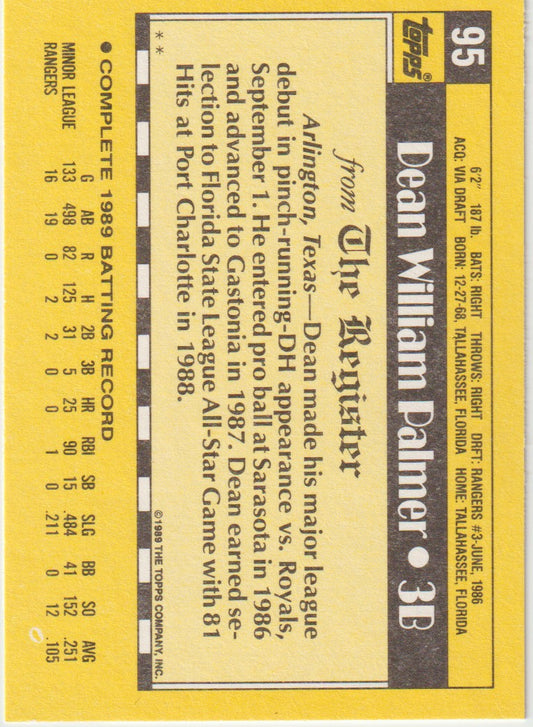 95
topps®
Dean William Palmer • 3B
6'2" 187 lb. BATS: RIGHT THROWS: RIGHT DRFT: RANGERS #3-JUNE, 1986
ACQ: VIA DRAFT BORN: 12-27-68, TALLAHASSEE, FLORIDA HOME: TALLAHASSEE, FLORIDA
from The Register
Arlington, Texas—Dean made his major league
debut in pinch-running-DH appearance vs. Royals,
September 1. He entered pro ball at Sarasota in 1986
and advanced to Gastonia in 1987. Dean earned se-
lection to Florida State League All-Star Game with 81
Hits at Port Charlotte in 1988.
* *
©1989 THE TOPPS COMPANY, INC.
• COMPLETE 1989 BATTING RECORD
G AB R H 2B 3B HR RBI SB SLG BB SO AVG
MINOR LEAGUE 133 498 82 125 31 5 25 90 15 .484 41 152 .251
RANGERS 16 19 0 2 2 0 0 1 0 .211 0 12 .105